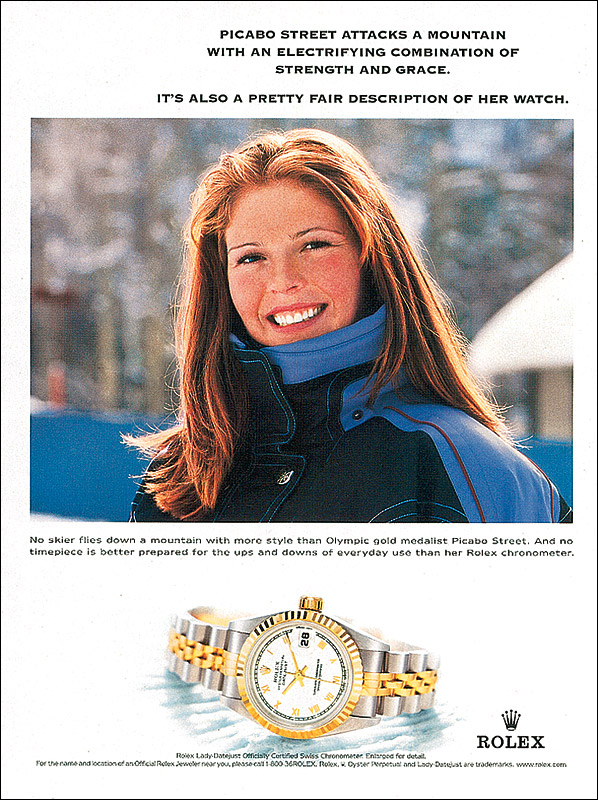 PICABO STREET ATTACKS A MOUNTAIN
WITH AN ELECTRIFYING COMBINATION OF
STRENGTH AND GRACE.
IT'S ALSO A PRETTY FAIR DESCRIPTION OF HER WATCH.
No skier flies down a mountain with more style than Olympic gold medalist Picabo Street. And no
timepiece is better prepared for the ups and downs of everyday use than her Rolex chronometer.
28
ROLEX
ROLEX
Rolex Lady-Datejust Officially Certified Swiss Chronometer. Enlarged for detail.
For the name and location of an Official Rolex Jeweler near you, please call 1-800-36ROLEX. Rolex, Oyster Perpetual and Lady-Datejust are trademarks. www.rolex.com